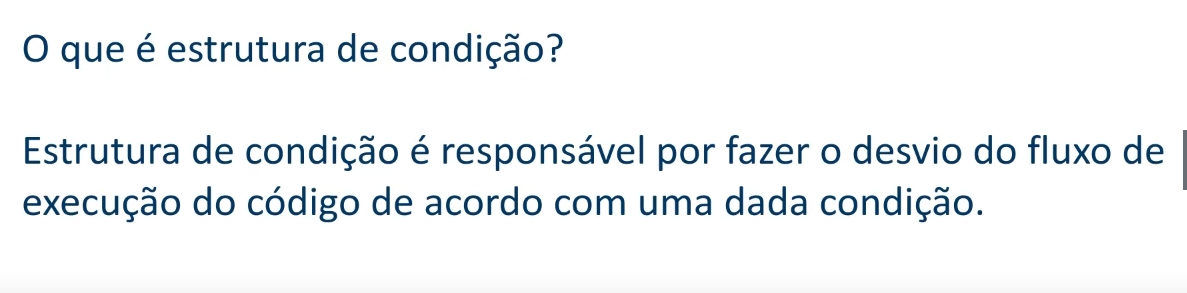 O que é estrutura de condição?
Estrutura de condição é responsável por fazer o desvio do fluxo de
execução do código de acordo com uma dada condição.